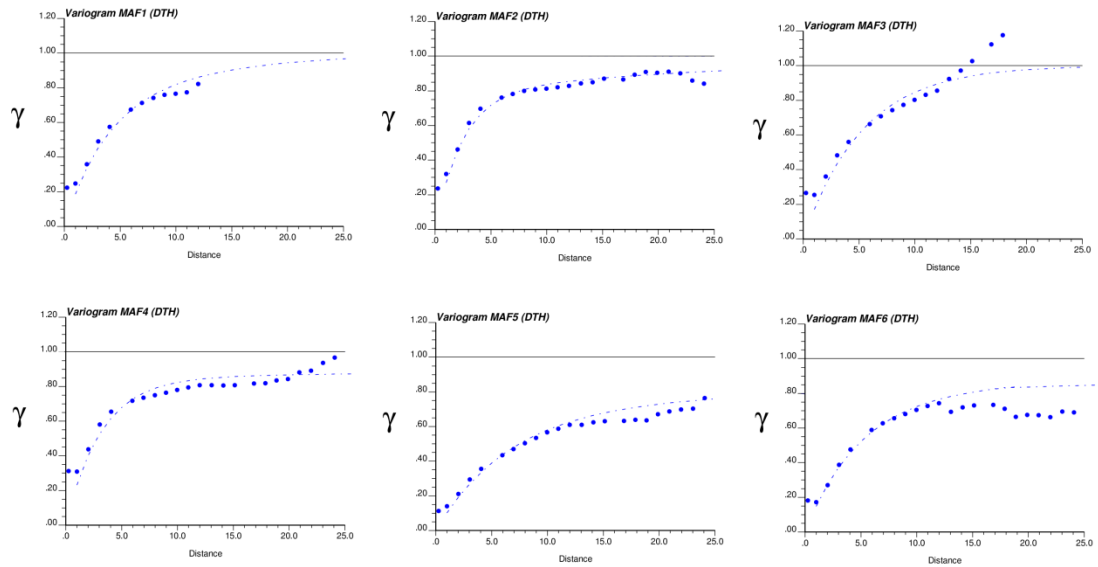 Variogram MAF1 (DTH)
1.20
1.00
.80
.60
.40
.20
.00
γ
.0 5.0 10.0 15.0 20.0 25.0
Distance
Variogram MAF2 (DTH)
1.20
1.00
.80
.60
.40
.20
.00
γ
.0 5.0 10.0 15.0 20.0 25.0
Distance
Variogram MAF3 (DTH)
1.20
1.00
.80
.60
.40
.20
.00
γ
.0 5.0 10.0 15.0 20.0 25.0
Distance
Variogram MAF4 (DTH)
1.20
1.00
.80
.60
.40
.20
.00
γ
.0 5.0 10.0 15.0 20.0 25.0
Distance
Variogram MAF5 (DTH)
1.20
1.00
.80
.60
.40
.20
.00
γ
.0 5.0 10.0 15.0 20.0 25.0
Distance
Variogram MAF6 (DTH)
1.20
1.00
.80
.60
.40
.20
.00
γ
.0 5.0 10.0 15.0 20.0 25.0
Distance